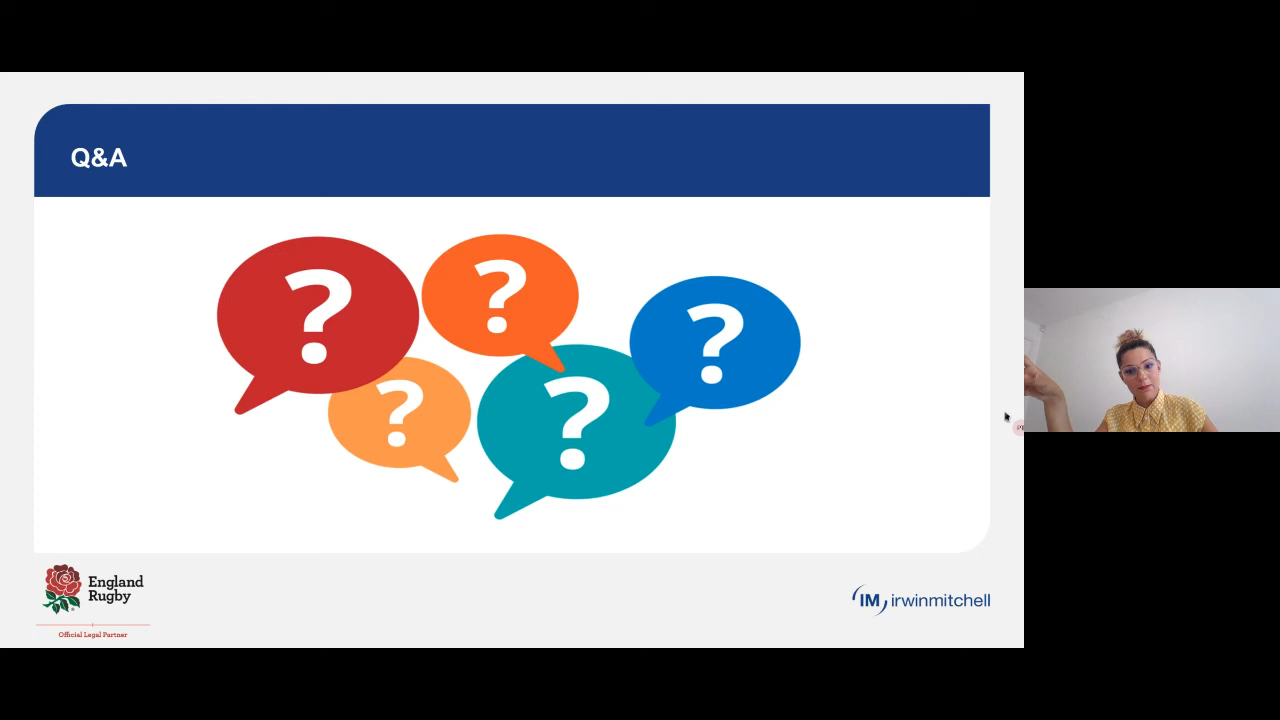 Q&A
?
?
?
?
?
England
Rugby
Official Legal Partner
IM irwinmitchell